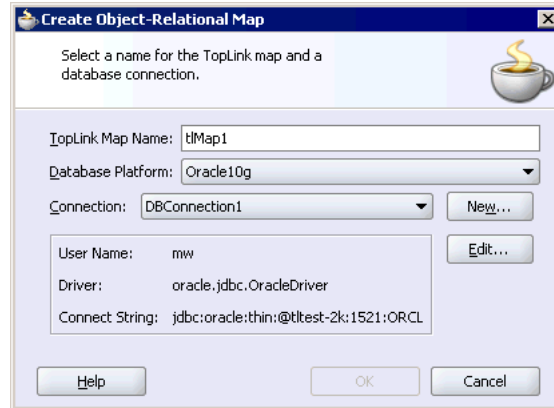 Create Object-Relational Map
Select a name for the TopLink map and a
database connection.
TopLink Map Name: tlMap1
Database Platform: Oracle10g
Connection: DBConnection1 New...
Edit...
User Name: mw
Driver: oracle.jdbc.OracleDriver
Connect String: jdbc:oracle:thin:@tltest-2k:1521:ORCL
Help OK Cancel